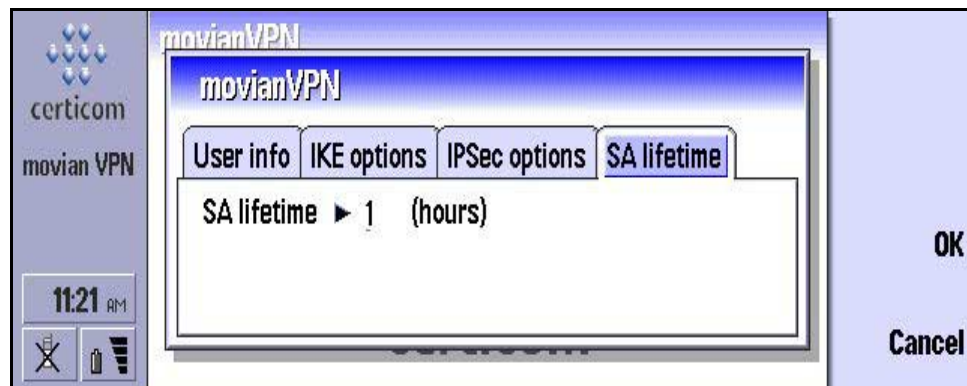 certicom
movian VPN
movianVPN
movianVPN
User info
IKE options
IPSec options
SA lifetime
SA lifetime ► 1 (hours)
OK
Cancel
11:21 AM